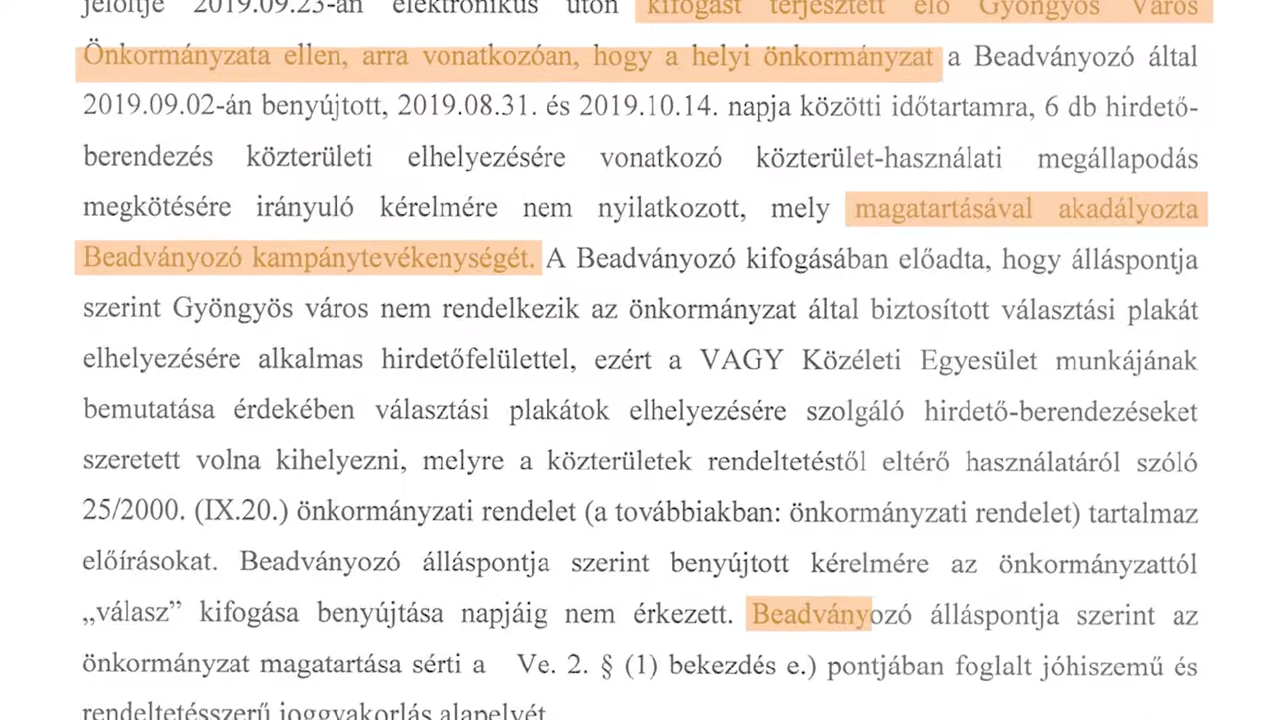 jelöltje 2019.09.23-án elektronikus úton kifogást terjesztett elő Gyöngyös Város
Önkormányzata ellen, arra vonatkozóan, hogy a helyi önkormányzat a Beadványozó által
2019.09.02-án benyújtott, 2019.08.31. és 2019.10.14. napja közötti időtartamra, 6 db hirdető-
berendezés közterületi elhelyezésére vonatkozó közterület-használati megállapodás
megkötésére irányuló kérelmére nem nyilatkozott, mely magatartásával akadályozta
Beadványozó kampánytevékenységét. A Beadványozó kifogásában előadta, hogy álláspontja
szerint Gyöngyös város nem rendelkezik az önkormányzat által biztosított választási plakát
elhelyezésére alkalmas hirdetőfelülettel, ezért a VAGY Közéleti Egyesület munkájának
bemutatása érdekében választási plakátok elhelyezésére szolgáló hirdető-berendezéseket
szeretett volna kihelyezni, melyre a közterületek rendeltetéstől eltérő használatáról szóló
25/2000. (IX.20.) önkormányzati rendelet (a továbbiakban: önkormányzati rendelet) tartalmaz
előírásokat. Beadványozó álláspontja szerint benyújtott kérelmére az önkormányzattól
„válasz” kifogása benyújtása napjáig nem érkezett. Beadványozó álláspontja szerint az
önkormányzat magatartása sérti a Ve. 2. § (1) bekezdés e.) pontjában foglalt jóhiszemű és
rendeltetésszerű joggyakorlás alapelvét.